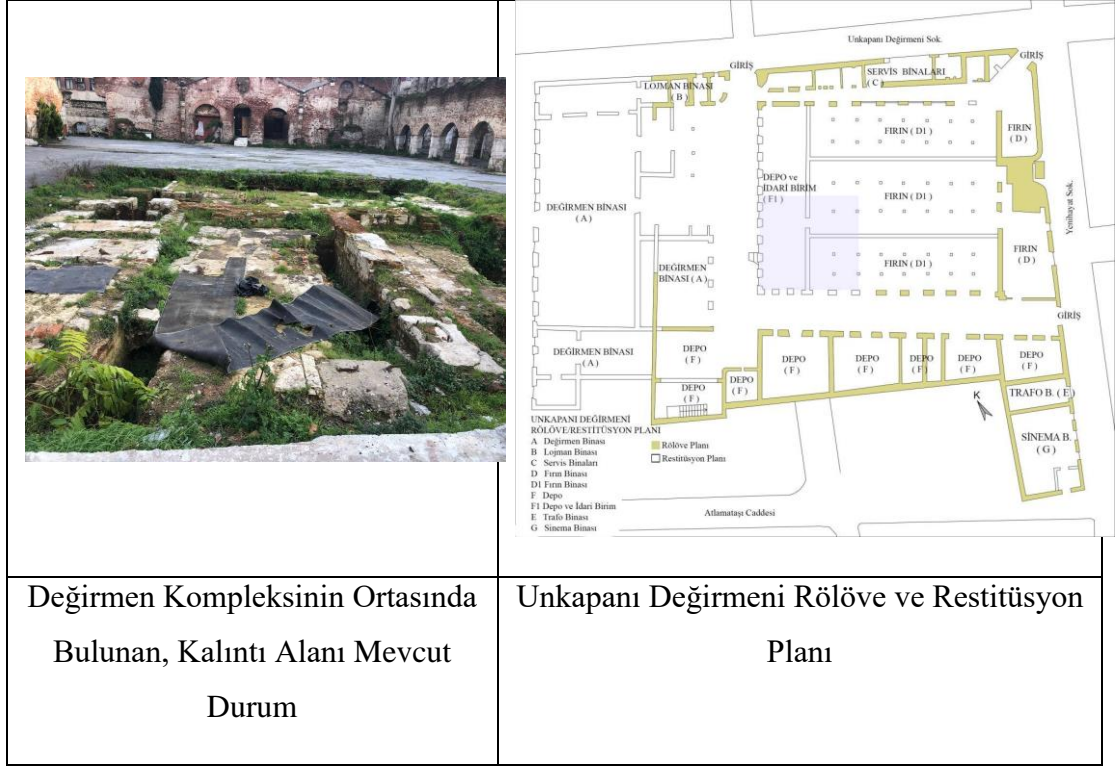 Unkapanı Değirmeni Sok.
GİRİŞ
GİRİŞ
LOJMAN BİNASI
( B )
SERVİS BİNALARI
( C )
FIRIN ( D1 )
FIRIN
( D )
DEPO ve
İDARİ BİRİM
( F1 )
FIRIN ( D1 )
Yenihayat Sok.
DEĞİRMEN BİNASI
( A )
FIRIN ( D1 )
FIRIN
( D )
DEĞİRMEN
BİNASI ( A )
GİRİŞ
DEĞİRMEN BİNASI
( A )
DEPO
( F )
DEPO
( F )
DEPO
( F )
DEPO
( F )
DEPO
( F )
DEPO
( F )
DEPO
( F )
DEPO
( F )
TRAFO B. ( E )
K
SİNEMA B.
( G )
UNKAPANI DEĞİRMENİ
RÖLÖVE/RESTİTÜSYON PLANI
A Değirmen Binası
B Lojman Binası
C Servis Binaları
D Fırın Binası
D1 Fırın Binası
F Depo
F1 Depo ve İdari Birim
E Trafo Binası
G Sinema Binası
Rölöve Planı
Restitüsyon Planı
Atlamataşı Caddesi
Değirmen Kompleksinin Ortasında
Bulunan, Kalıntı Alanı Mevcut
Durum
Unkapanı Değirmeni Rölöve ve Restitüsyon
Planı